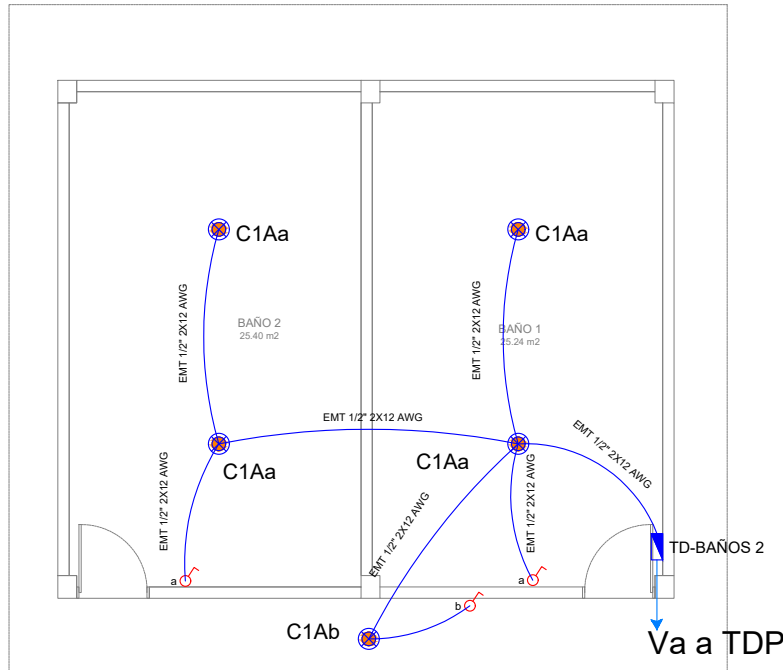 C1Aa
C1Aa
EMT 1/2" 2X12 AWG
EMT 1/2" 2X12 AWG
BAÑO 2
25.40 m2
BAÑO 1
25.24 m2
EMT 1/2" 2X12 AWG
EMT 1/2" 2X12 AWG
C1Aa
C1Aa
EMT 1/2" 2X12 AWG
EMT 1/2" 2X12 AWG
EMT 1/2" 2X12 AWG
TD-BAÑOS 2
a
a
b
C1Ab
Va a TDP